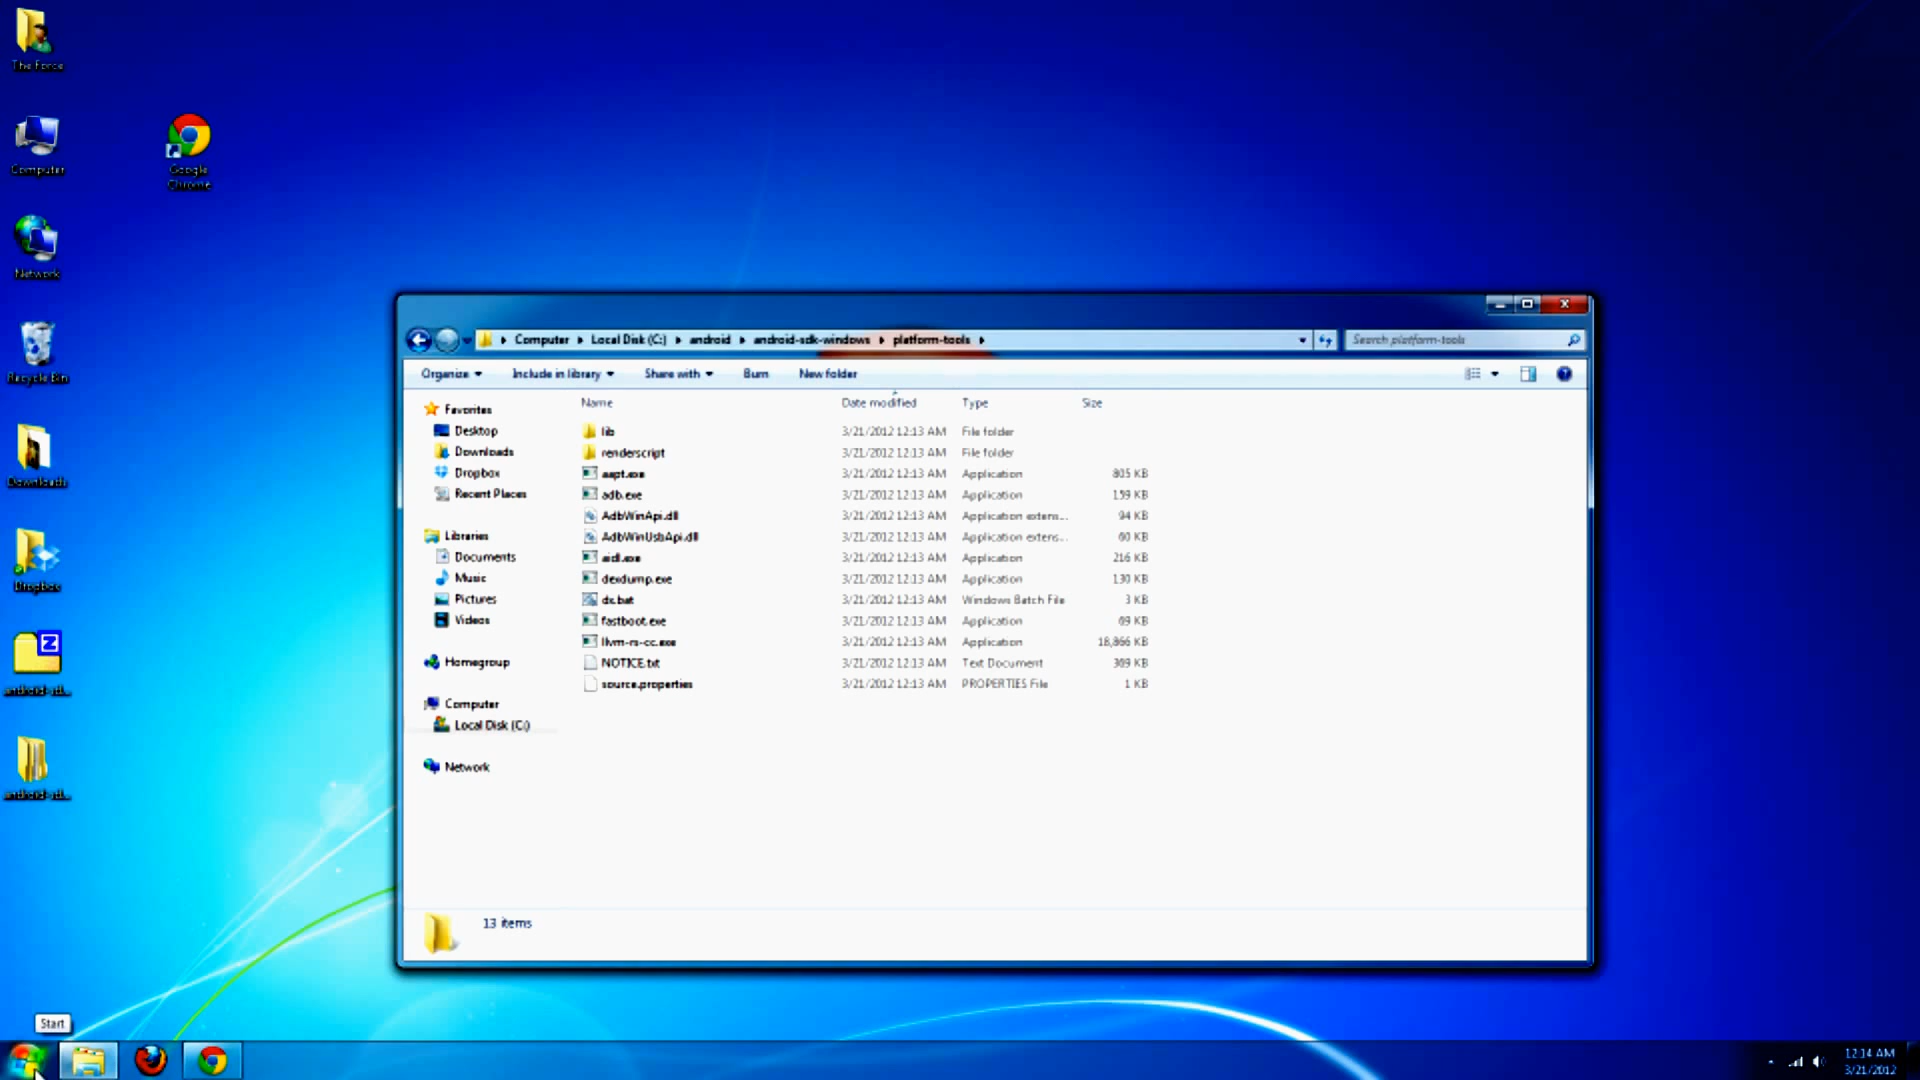 The Force
Computer
Google
Chrome
Network
Recycle Bin
Downloads
Dropbox
android-sd...
android-sd...
Computer Local Disk (C:) android android-sdk-windows platform-tools
Search platform-tools
Organize Include in library Share with Burn New folder
Favorites
Desktop
Downloads
Dropbox
Recent Places
Libraries
Documents
Music
Pictures
Videos
Homegroup
Computer
Local Disk (C:)
Network
Name Date modified Type Size
lib 3/21/2012 12:13 AM File folder
renderscript 3/21/2012 12:13 AM File folder
aapt.exe 3/21/2012 12:13 AM Application 805 KB
adb.exe 3/21/2012 12:13 AM Application 159 KB
AdbWinApi.dll 3/21/2012 12:13 AM Application extens... 94 KB
AdbWinUsbApi.dll 3/21/2012 12:13 AM Application extens... 60 KB
aidl.exe 3/21/2012 12:13 AM Application 216 KB
dexdump.exe 3/21/2012 12:13 AM Application 130 KB
dx.bat 3/21/2012 12:13 AM Windows Batch File 3 KB
fastboot.exe 3/21/2012 12:13 AM Application 69 KB
llvm-rs-cc.exe 3/21/2012 12:13 AM Application 18,866 KB
NOTICE.txt 3/21/2012 12:13 AM Text Document 369 KB
source.properties 3/21/2012 12:13 AM PROPERTIES File 1 KB
13 items
Start
12:14 AM
3/21/2012